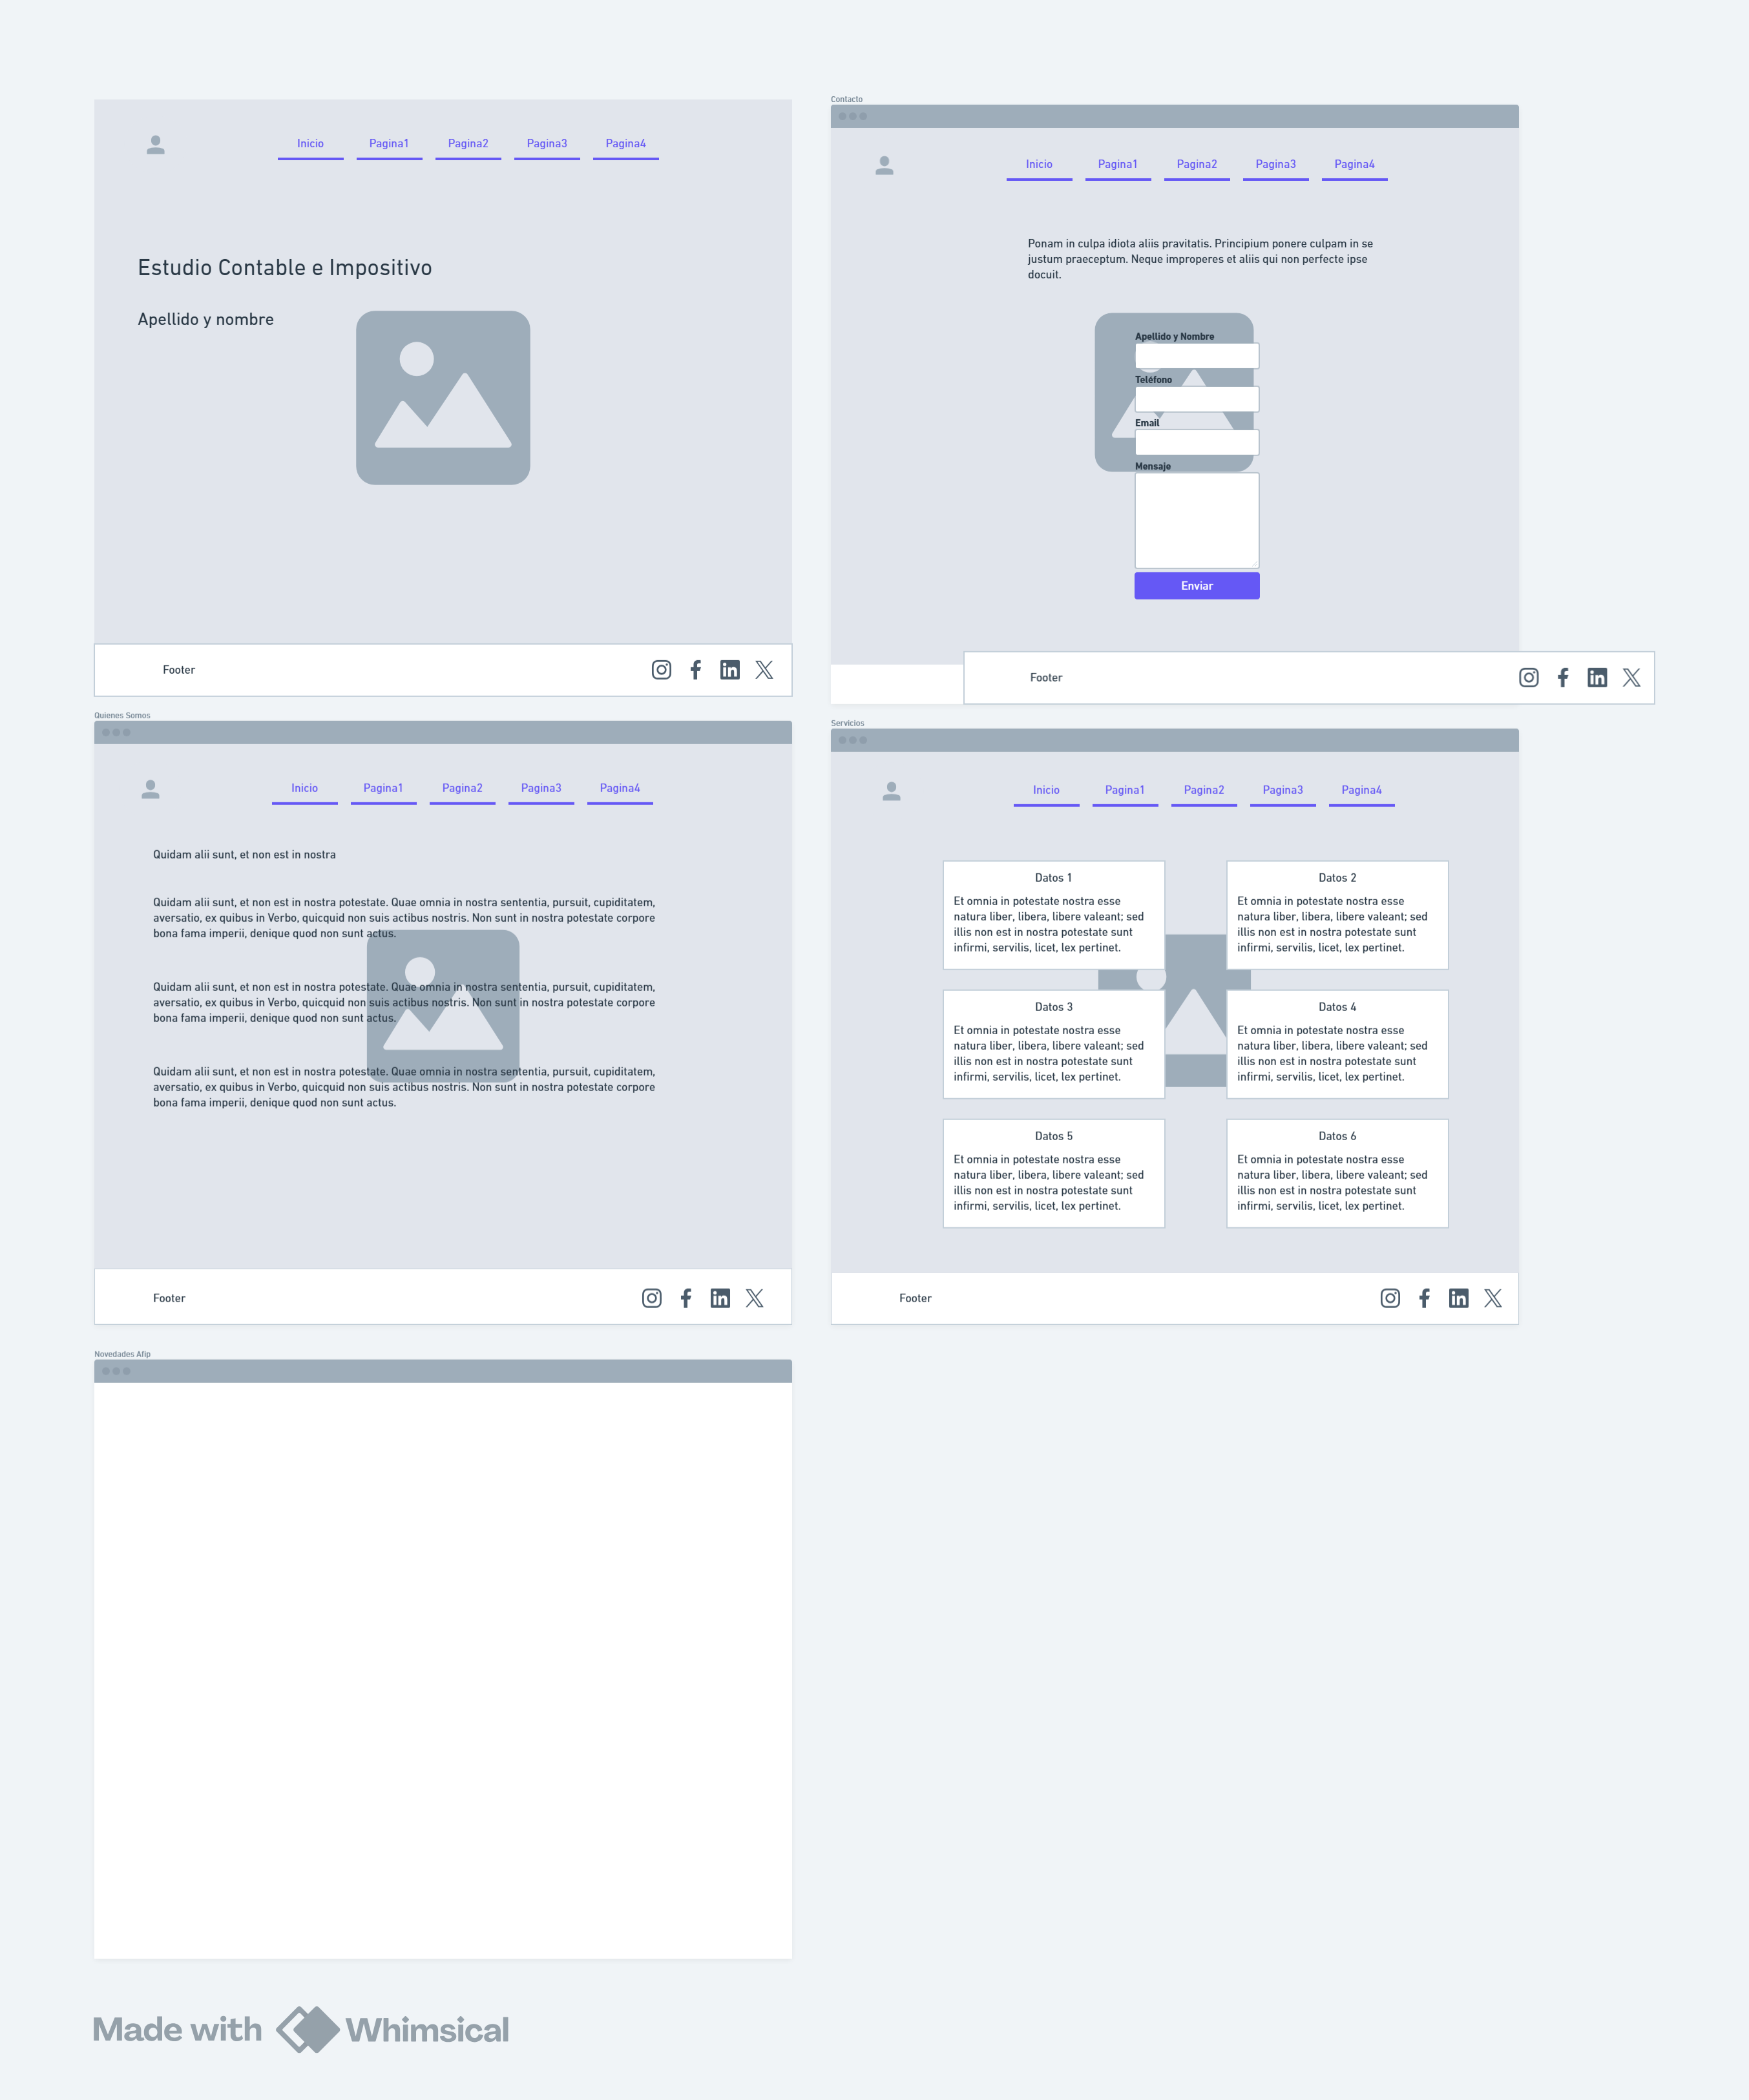 Inicio Pagina1 Pagina2 Pagina3 Pagina4
Estudio Contable e Impositivo
Apellido y nombre
Footer
Contacto
Inicio Pagina1 Pagina2 Pagina3 Pagina4
Ponam in culpa idiota aliis pravitatis. Principium ponere culpam in se
justum praeceptum. Neque improperes et aliis qui non perfecte ipse
docuit.
Apellido y Nombre
Teléfono
Email
Mensaje
Enviar
Footer
Quienes Somos
Inicio Pagina1 Pagina2 Pagina3 Pagina4
Quidam alii sunt, et non est in nostra
Quidam alii sunt, et non est in nostra potestate. Quae omnia in nostra sententia, pursuit, cupiditatem,
aversatio, ex quibus in Verbo, quicquid non suis actibus nostris. Non sunt in nostra potestate corpore
bona fama imperii, denique quod non sunt actus.
Quidam alii sunt, et non est in nostra potestate. Quae omnia in nostra sententia, pursuit, cupiditatem,
aversatio, ex quibus in Verbo, quicquid non suis actibus nostris. Non sunt in nostra potestate corpore
bona fama imperii, denique quod non sunt actus.
Quidam alii sunt, et non est in nostra potestate. Quae omnia in nostra sententia, pursuit, cupiditatem,
aversatio, ex quibus in Verbo, quicquid non suis actibus nostris. Non sunt in nostra potestate corpore
bona fama imperii, denique quod non sunt actus.
Footer
Servicios
Inicio Pagina1 Pagina2 Pagina3 Pagina4
Datos 1
Et omnia in potestate nostra esse
natura liber, libera, libere valeant; sed
illis non est in nostra potestate sunt
infirmi, servilis, licet, lex pertinet.
Datos 2
Et omnia in potestate nostra esse
natura liber, libera, libere valeant; sed
illis non est in nostra potestate sunt
infirmi, servilis, licet, lex pertinet.
Datos 3
Et omnia in potestate nostra esse
natura liber, libera, libere valeant; sed
illis non est in nostra potestate sunt
infirmi, servilis, licet, lex pertinet.
Datos 4
Et omnia in potestate nostra esse
natura liber, libera, libere valeant; sed
illis non est in nostra potestate sunt
infirmi, servilis, licet, lex pertinet.
Datos 5
Et omnia in potestate nostra esse
natura liber, libera, libere valeant; sed
illis non est in nostra potestate sunt
infirmi, servilis, licet, lex pertinet.
Datos 6
Et omnia in potestate nostra esse
natura liber, libera, libere valeant; sed
illis non est in nostra potestate sunt
infirmi, servilis, licet, lex pertinet.
Footer
Novedades Afip
Made with Whimsical